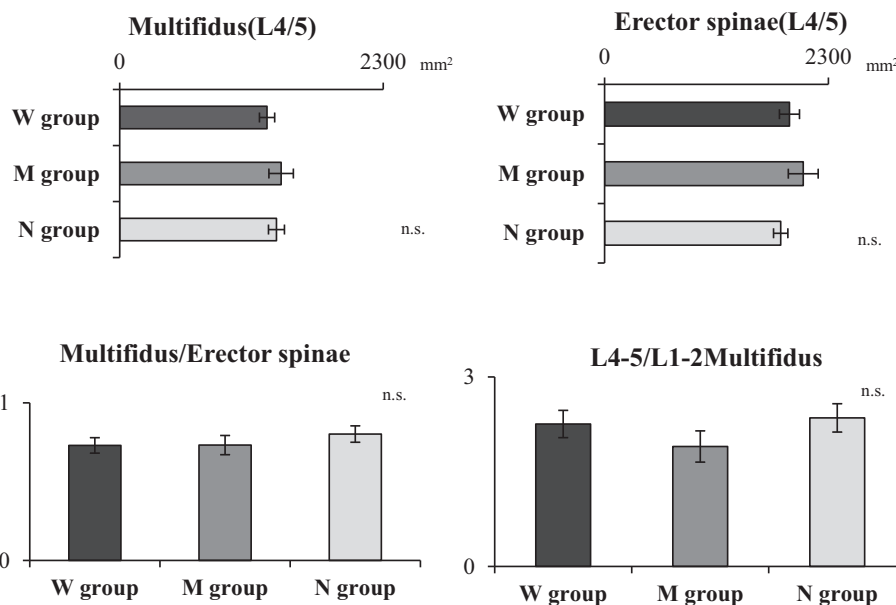 Multifidus(L4/5)
0 2300 mm²
W group
M group
N group
n.s.
Erector spinae(L4/5)
0 2300 mm²
W group
M group
N group
n.s.
Multifidus/Erector spinae
n.s.
1
0
W group M group N group
L4-5/L1-2Multifidus
n.s.
3
0
W group M group N group